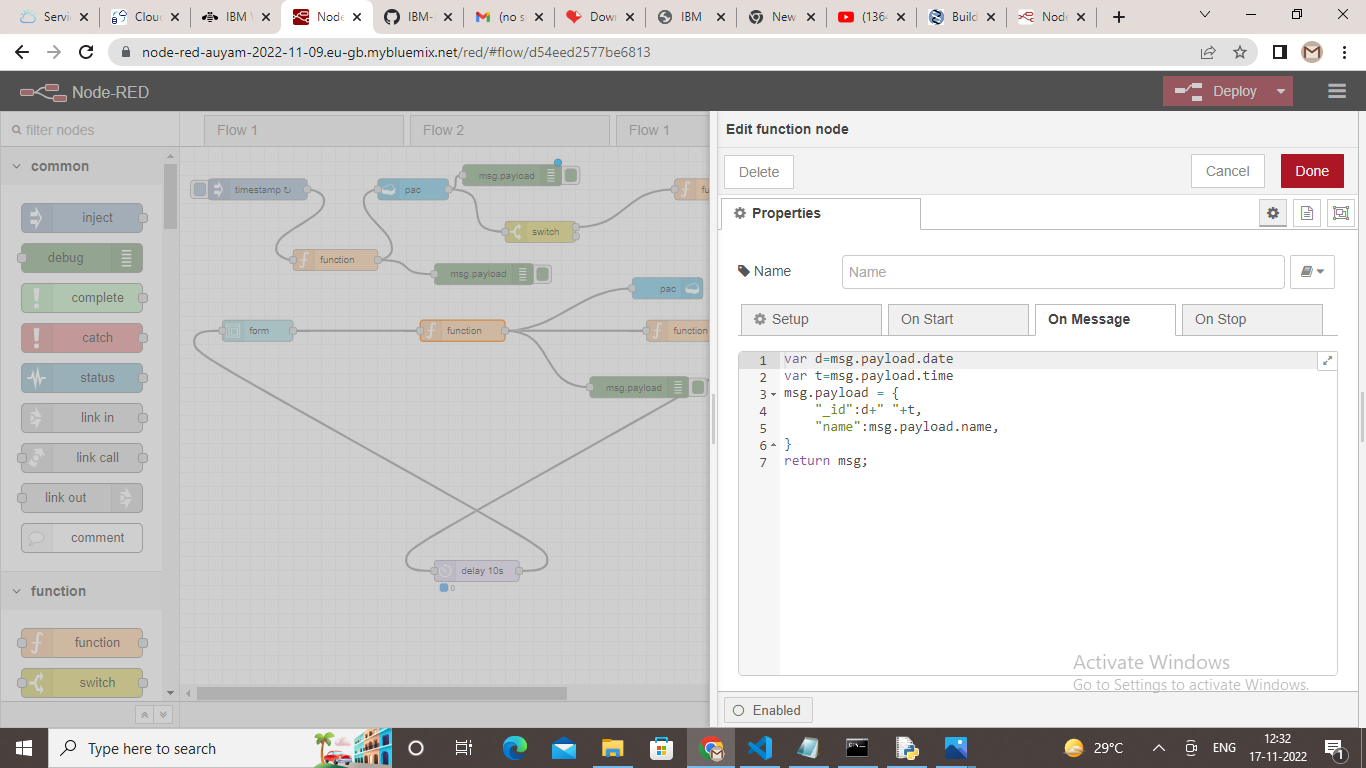 Servi
Clouc
IBM W
Node
IBM-
(no s
Dow
IBM
New
(136
Build
Node
node-red-auyam-2022-11-09.eu-gb.mybluemix.net/red/#flow/d54eed2577be6813
Node-RED
Deploy
filter nodes
Flow 1
Flow 2
Flow 1
Edit function node
Delete
Cancel
Done
common
inject
debug
complete
catch
status
link in
link call
link out
comment
function
function
switch
timestamp ↻
pac
msg.payload
fu
switch
function
msg.payload
pac
form
function
function
msg.payload
delay 10s
0
Properties
Name
Name
Setup
On Start
On Message
On Stop
1 var d=msg.payload.date
2 var t=msg.payload.time
3 msg.payload = {
4 "_id":d+" "+t,
5 "name":msg.payload.name,
6 }
7 return msg;
Activate Windows
Go to Settings to activate Windows.
Enabled
Type here to search
29°C
ENG
12:32
17-11-2022
1